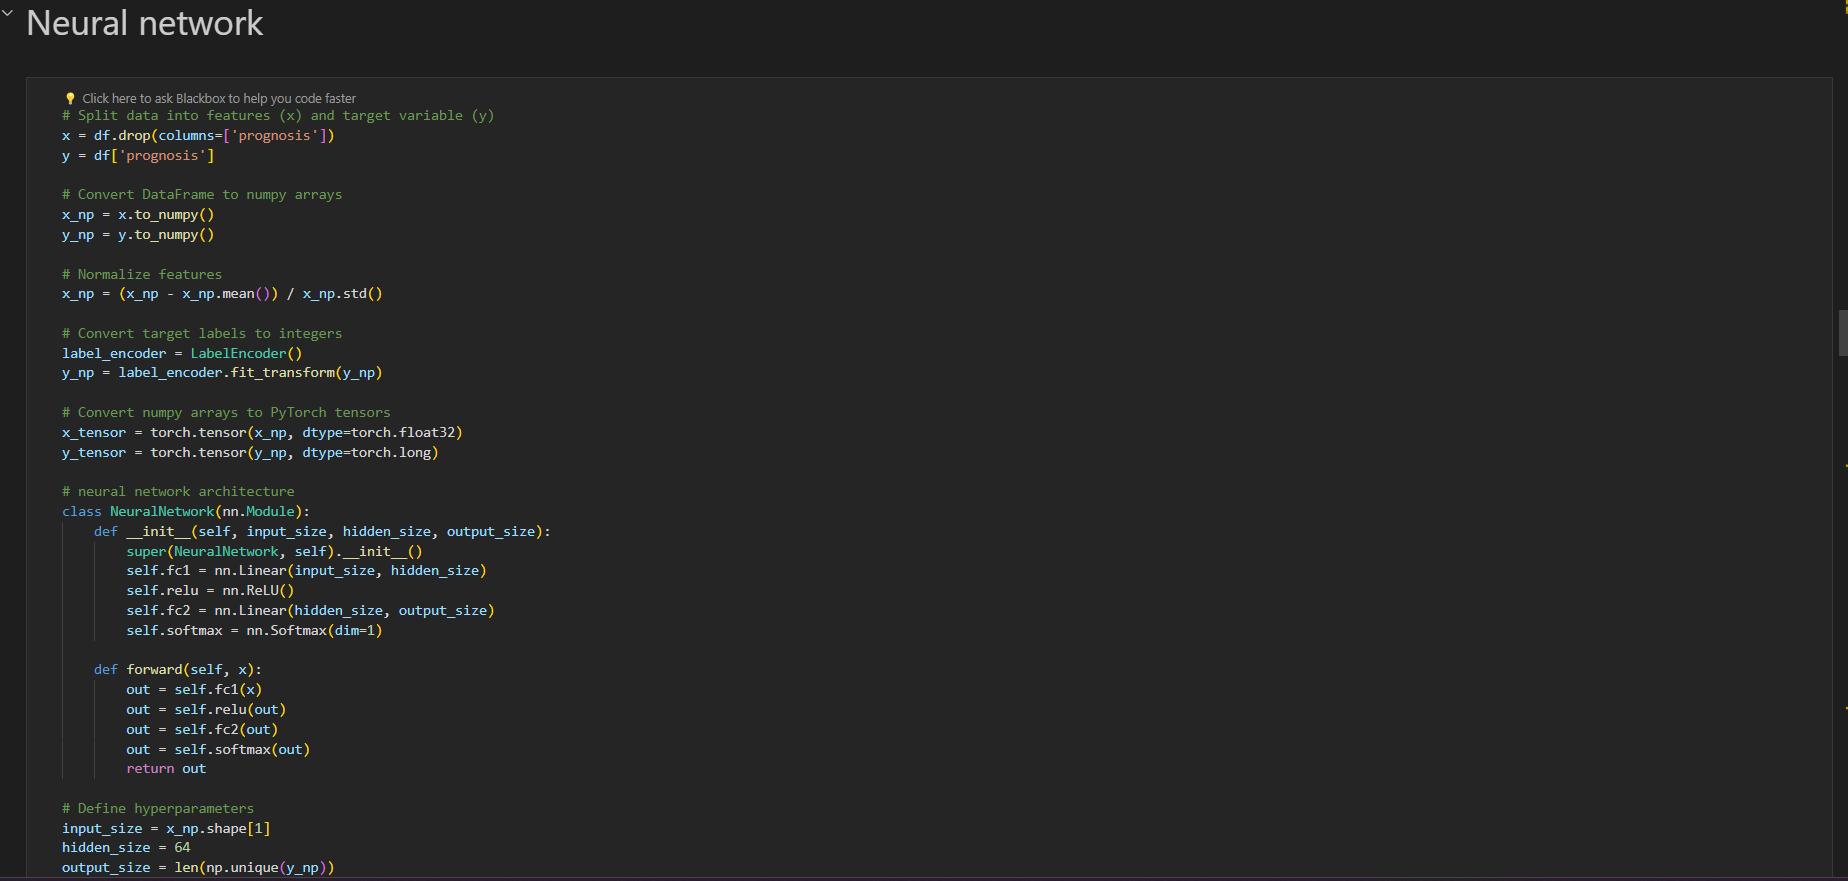 Neural network
Click here to ask Blackbox to help you code faster
# Split data into features (x) and target variable (y)
x = df.drop(columns=['prognosis'])
y = df['prognosis']
# Convert DataFrame to numpy arrays
x_np = x.to_numpy()
y_np = y.to_numpy()
# Normalize features
x_np = (x_np - x_np.mean()) / x_np.std()
# Convert target labels to integers
label_encoder = LabelEncoder()
y_np = label_encoder.fit_transform(y_np)
# Convert numpy arrays to PyTorch tensors
x_tensor = torch.tensor(x_np, dtype=torch.float32)
y_tensor = torch.tensor(y_np, dtype=torch.long)
# neural network architecture
class NeuralNetwork(nn.Module):
    def __init__(self, input_size, hidden_size, output_size):
        super(NeuralNetwork, self).__init__()
        self.fc1 = nn.Linear(input_size, hidden_size)
        self.relu = nn.ReLU()
        self.fc2 = nn.Linear(hidden_size, output_size)
        self.softmax = nn.Softmax(dim=1)
    def forward(self, x):
        out = self.fc1(x)
        out = self.relu(out)
        out = self.fc2(out)
        out = self.softmax(out)
        return out
# Define hyperparameters
input_size = x_np.shape[1]
hidden_size = 64
output_size = len(np.unique(y_np))